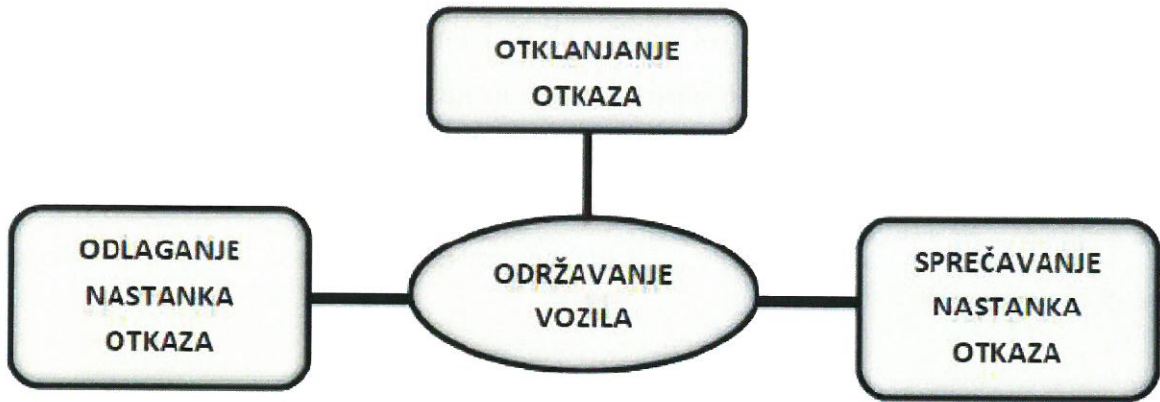 OTKLANJANJE
OTKAZA
ODLAGANJE
NASTANKA
OTKAZA
ODRŽAVANJE
VOZILA
SPREČAVANJE
NASTANKA
OTKAZA